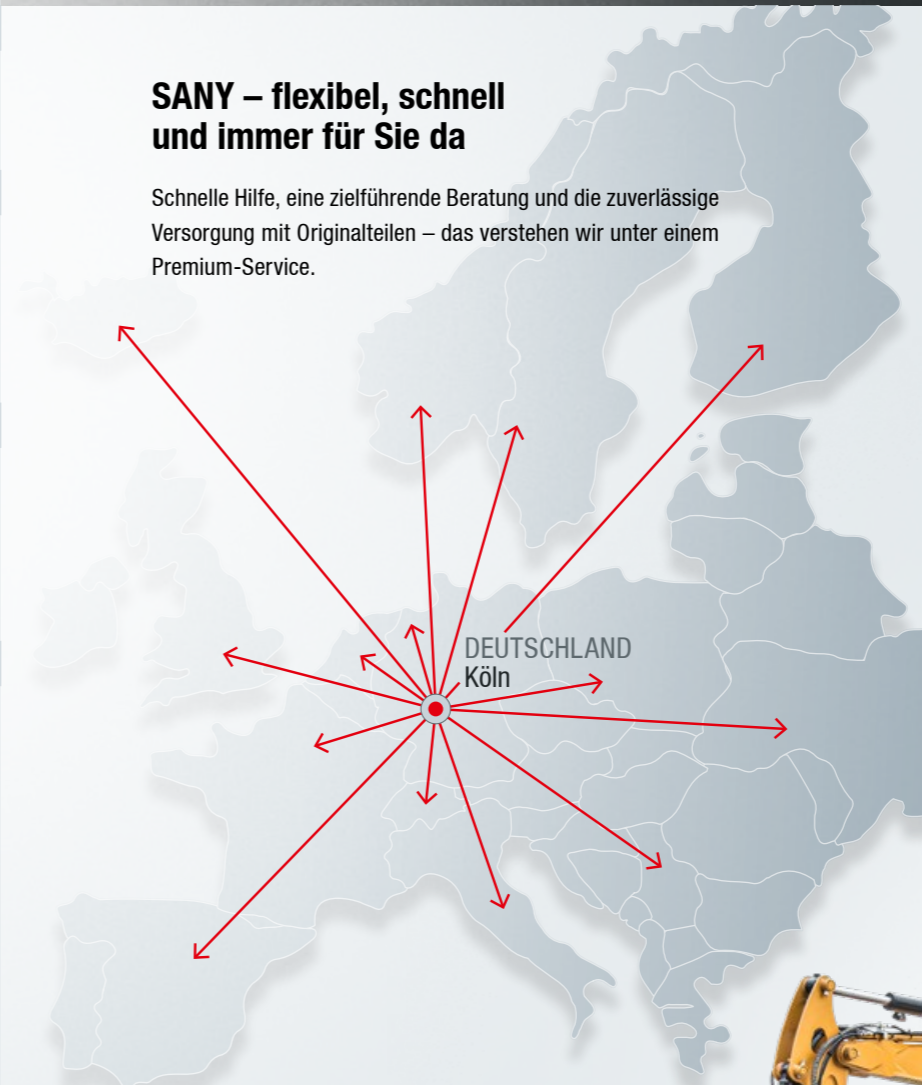 SANY – flexibel, schnell
und immer für Sie da
Schnelle Hilfe, eine zielführende Beratung und die zuverlässige
Versorgung mit Originalteilen – das verstehen wir unter einem
Premium-Service.
DEUTSCHLAND
Köln